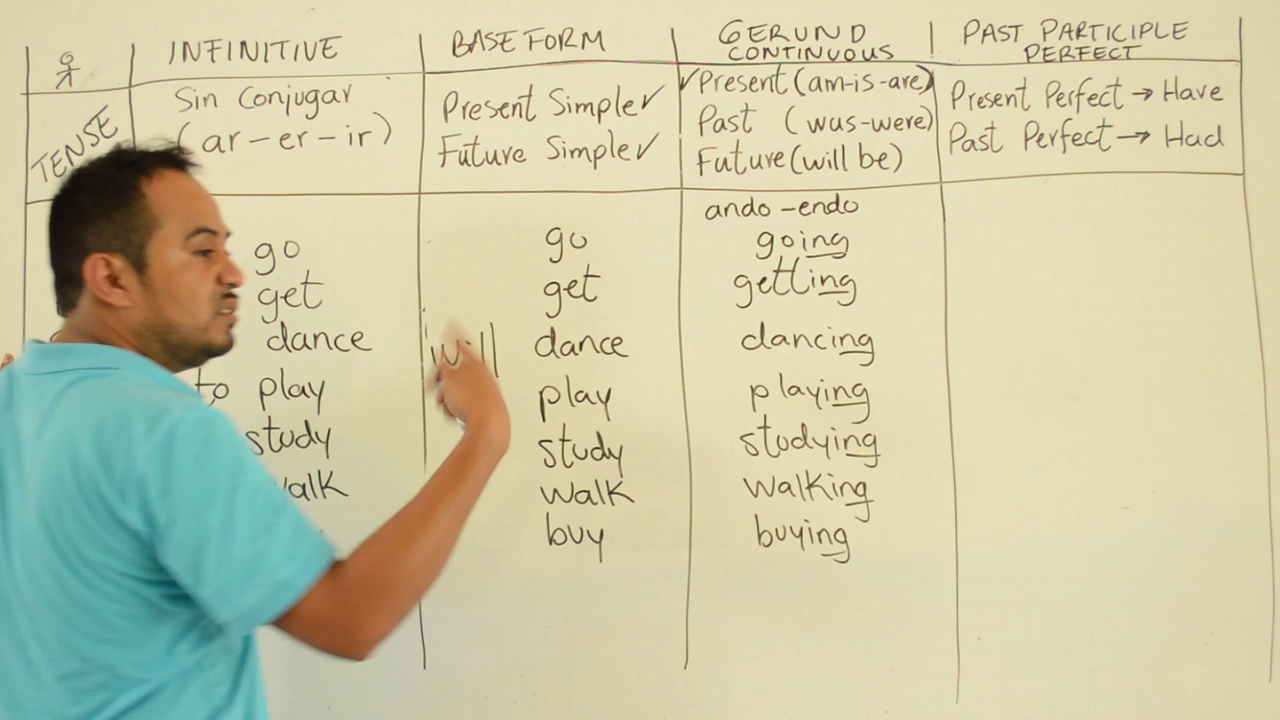 INFINITIVE
BASE FORM
GERUND
CONTINUOUS
PAST PARTICIPLE
PERFECT
TENSE
Sin Conjugar
(ar-er-ir)
Present Simple ✓
Future Simple ✓
✓Present (am-is-are)
Past (was-were)
Future (will be)
Present Perfect → Have
Past Perfect → Had
ando - endo
go
get
dance
to play
study
walk
will
go
get
dance
play
study
walk
buy
going
getting
dancing
playing
studying
walking
buying